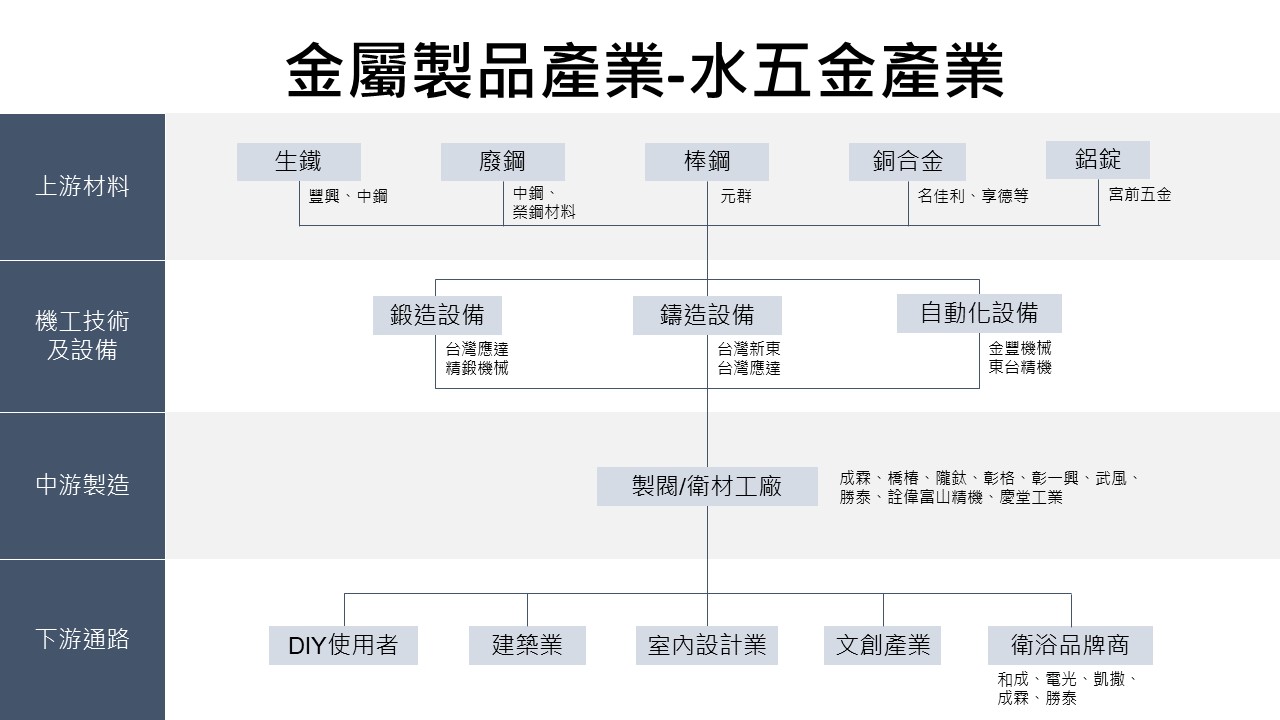 金屬製品產業-水五金產業
上游材料
生鐵
廢鋼
棒鋼
銅合金
鋁錠
豐興、中鋼
中鋼、
榮鋼材料
元群
名佳利、享德等
宮前五金
機工技術
及設備
鍛造設備
鑄造設備
自動化設備
台灣應達
精鍛機械
台灣新東
台灣應達
金豐機械
東台精機
中游製造
製閥/衛材工廠
成霖、橋椿、隴鈦、彰格、彰一興、武風、
勝泰、詮偉富山精機、慶堂工業
下游通路
DIY使用者
建築業
室內設計業
文創產業
衛浴品牌商
和成、電光、凱撒、
成霖、勝泰